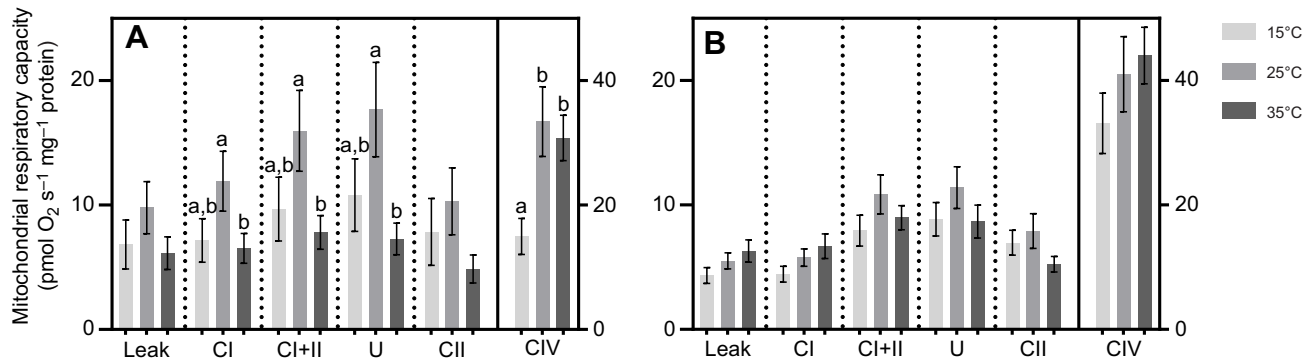 Mitochondrial respiratory capacity
(pmol O₂ s⁻¹ mg⁻¹ protein)
A
20
10
0
40
20
0
a,b
a
b
a,b
a
b
a,b
a
b
a
b
b
Leak
CI
CI+II
U
CII
CIV
B
20
10
0
40
20
0
Leak
CI
CI+II
U
CII
CIV
15°C
25°C
35°C